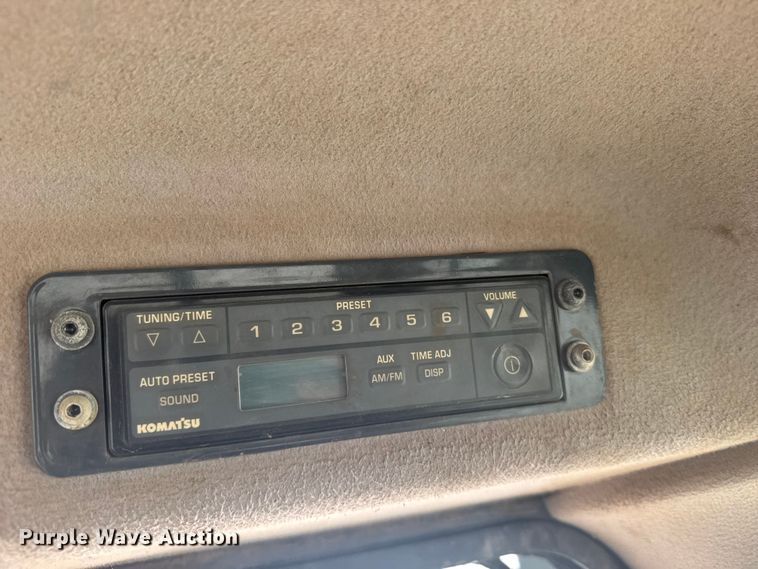 TUNING/TIME
PRESET
VOLUME
1 2 3 4 5 6
AUTO PRESET
SOUND
AUX
AM/FM
TIME ADJ
DISP
KOMATSU
Purple Wave Auction